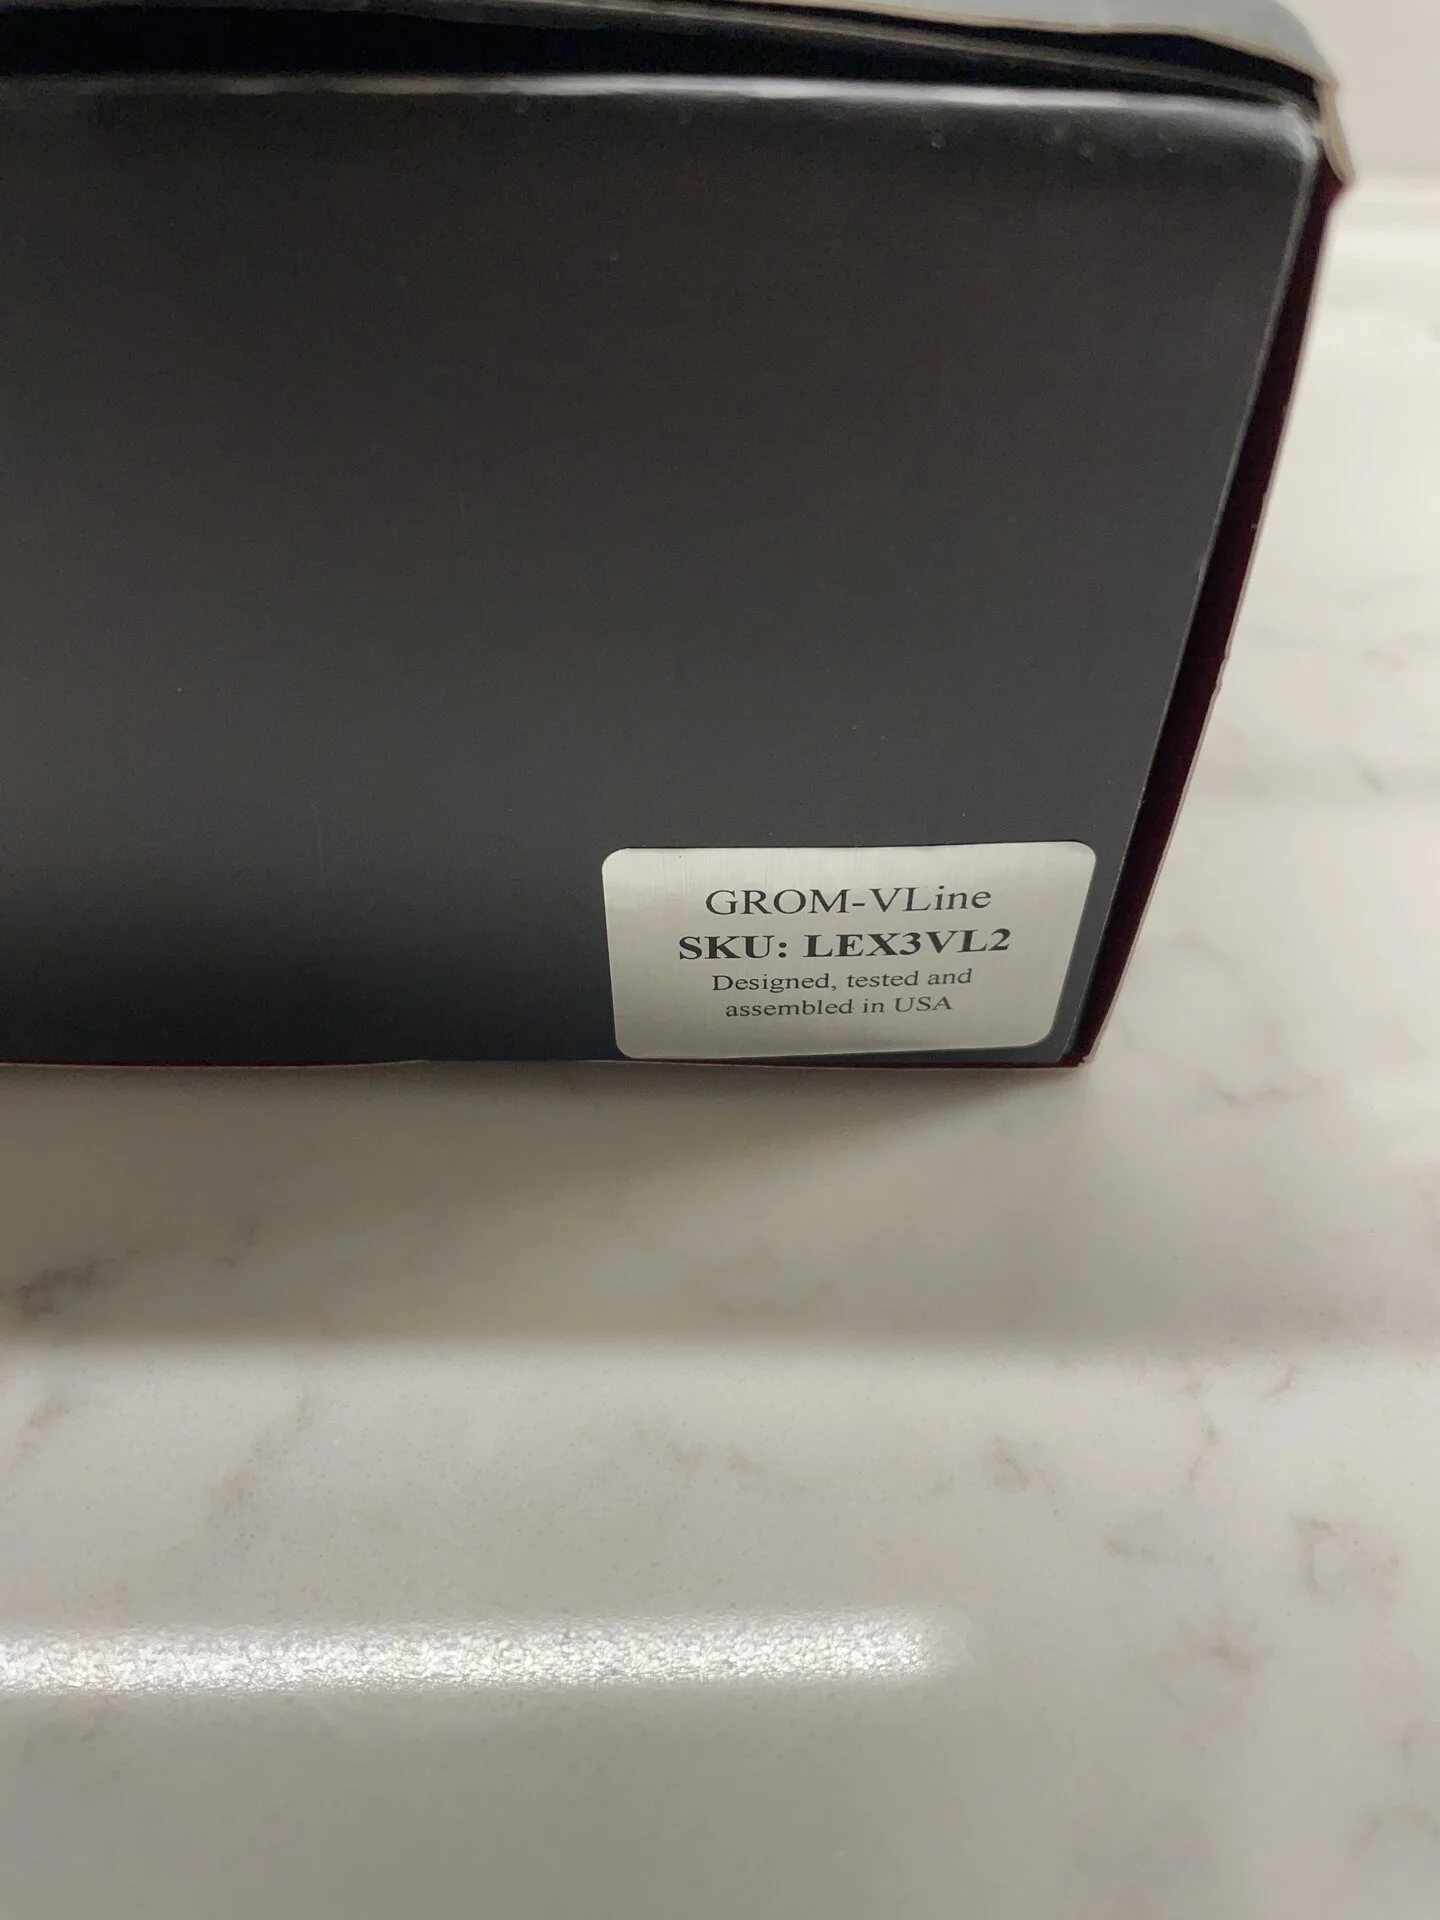 GROM-VLine
SKU: LEX3VL2
Designed, tested and
assembled in USA